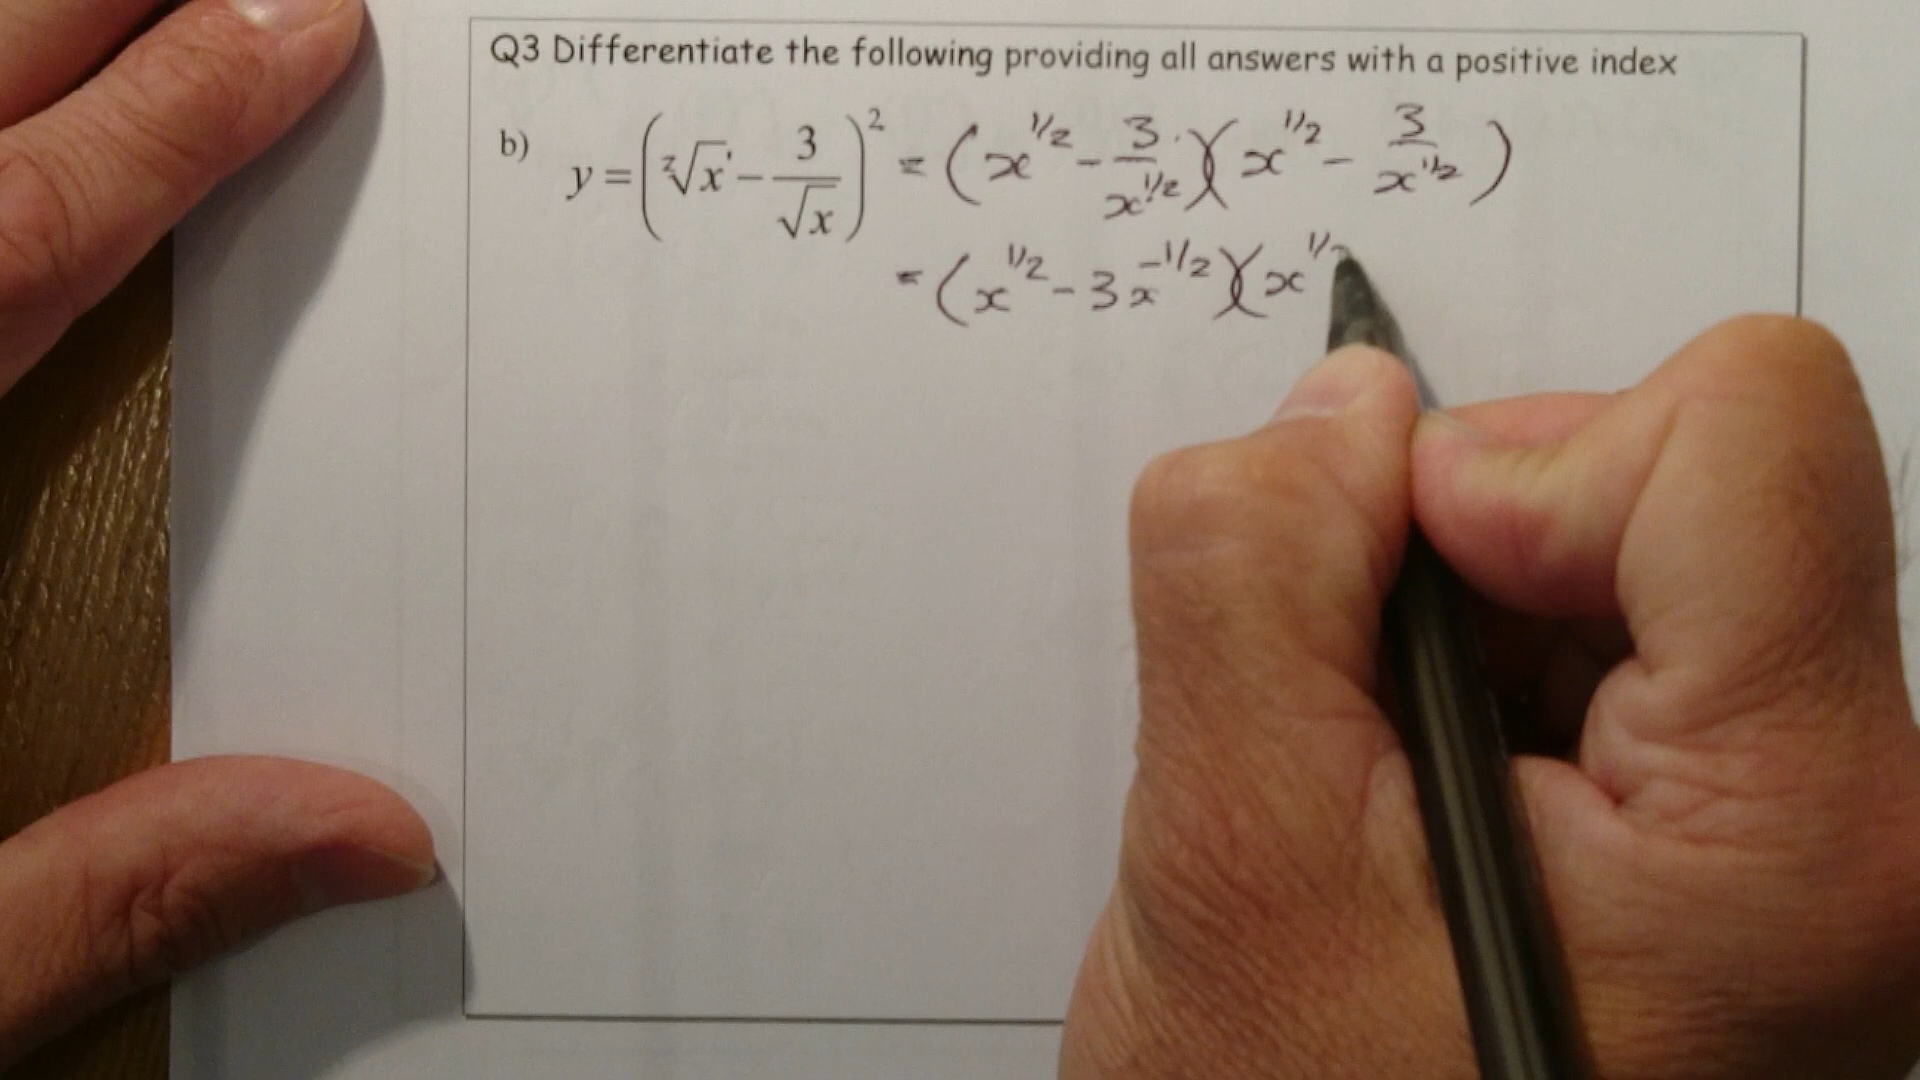 Q3 Differentiate the following providing all answers with a positive index
b) y = (²√x - 3/√x)² = (x^1/2 - 3/x^1/2)(x^1/2 - 3/x^1/2)
= (x^1/2 - 3x^-1/2)(x^1/2